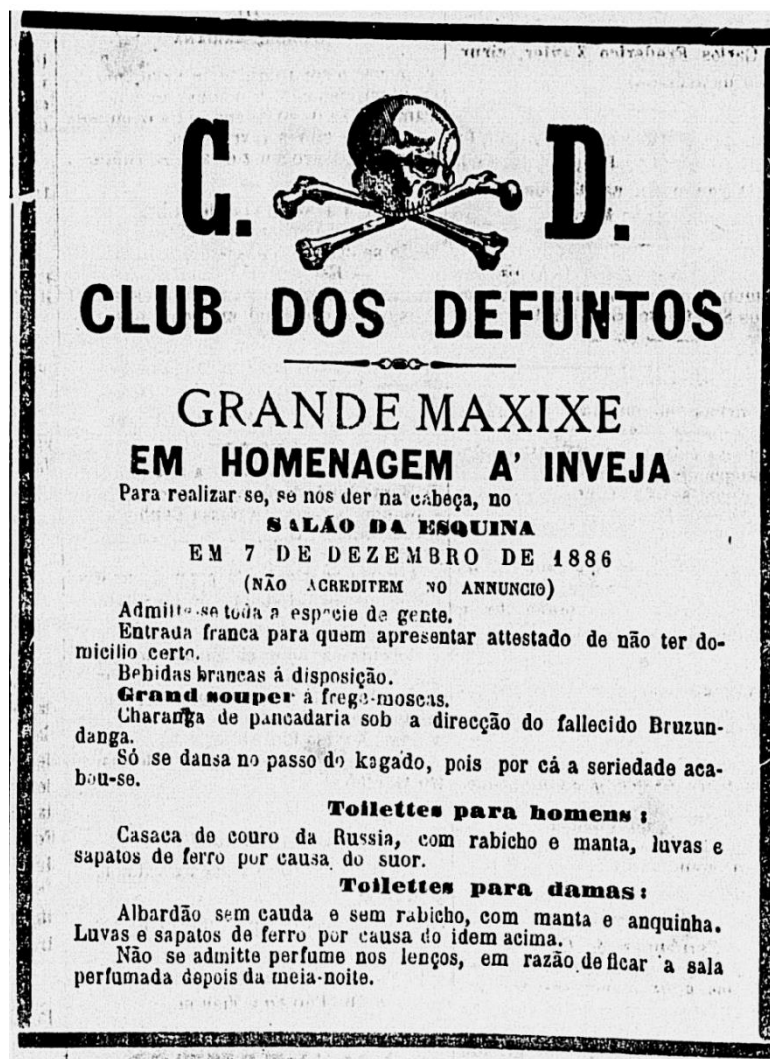 C. D.
CLUB DOS DEFUNTOS
GRANDE MAXIXE
EM HOMENAGEM A' INVEJA
Para realizar se, se nos der na cabeça, no
SALÃO DA ESQUINA
EM 7 DE DEZEMBRO DE 1886
(NÃO ACREDITEM NO ANNUNCIO)
Admitte-se toda a especie de gente.
Entrada franca para quem apresentar attestado de não ter do-
micilio certo.
Bebidas brancas á disposição.
Grand souper á frege-moscas.
Charanga de pancadaria sob a direcção do fallecido Bruzun-
danga.
Só se dansa no passo do kagado, pois por cá a seriedade aca-
bou-se.
Toilettes para homens:
Casaca de couro da Russia, com rabicho e manta, luvas e
sapatos de ferro por causa do suor.
Toilettes para damas:
Albardão sem cauda e sem rabicho, com manta e anquinha.
Luvas e sapatos de ferro por causa do idem acima.
Não se admitte perfume nos lenços, em razão de ficar a sala
perfumada depois da meia-noite.